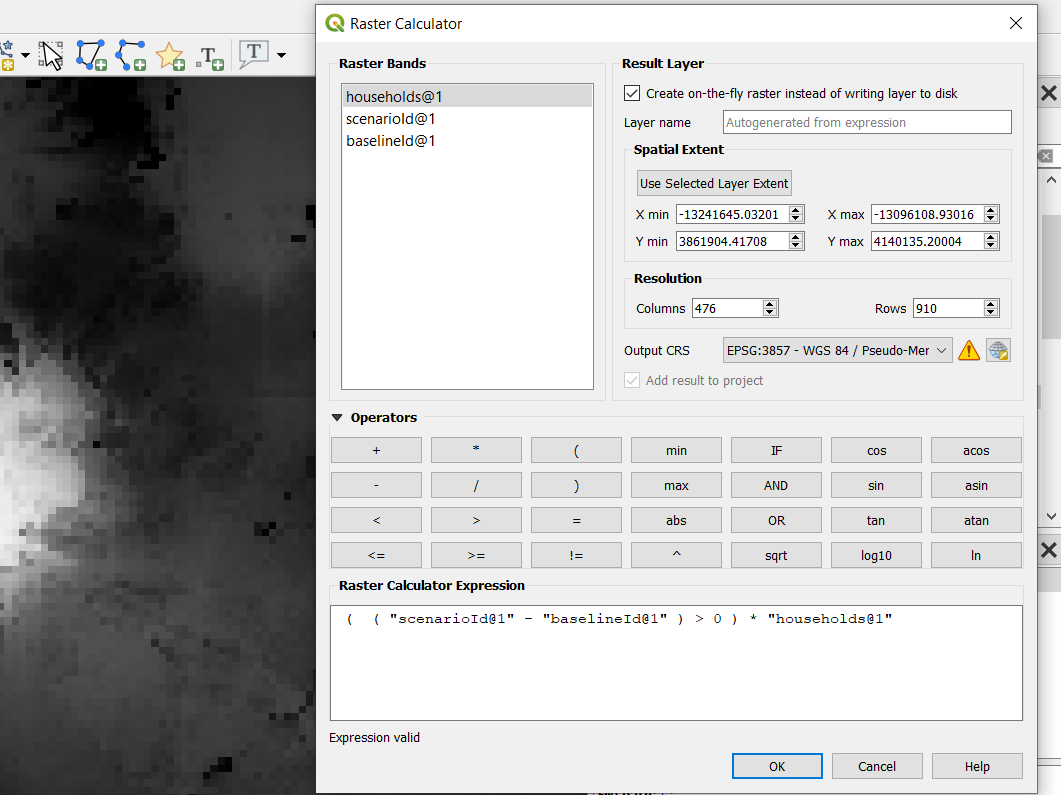 Raster Calculator
Raster Bands
households@1
scenarioId@1
baselineId@1
Result Layer
Create on-the-fly raster instead of writing layer to disk
Layer name Autogenerated from expression
Spatial Extent
Use Selected Layer Extent
X min -13241645.03201 X max -13096108.93016
Y min 3861904.41708 Y max 4140135.20004
Resolution
Columns 476 Rows 910
Output CRS EPSG:3857 - WGS 84 / Pseudo-Mer
Add result to project
Operators
+ * ( min IF cos acos
- / ) max AND sin asin
< > = abs OR tan atan
<= >= != ^ sqrt log10 ln
Raster Calculator Expression
( ( "scenarioId@1" - "baselineId@1" ) > 0 ) * "households@1"
Expression valid
OK Cancel Help